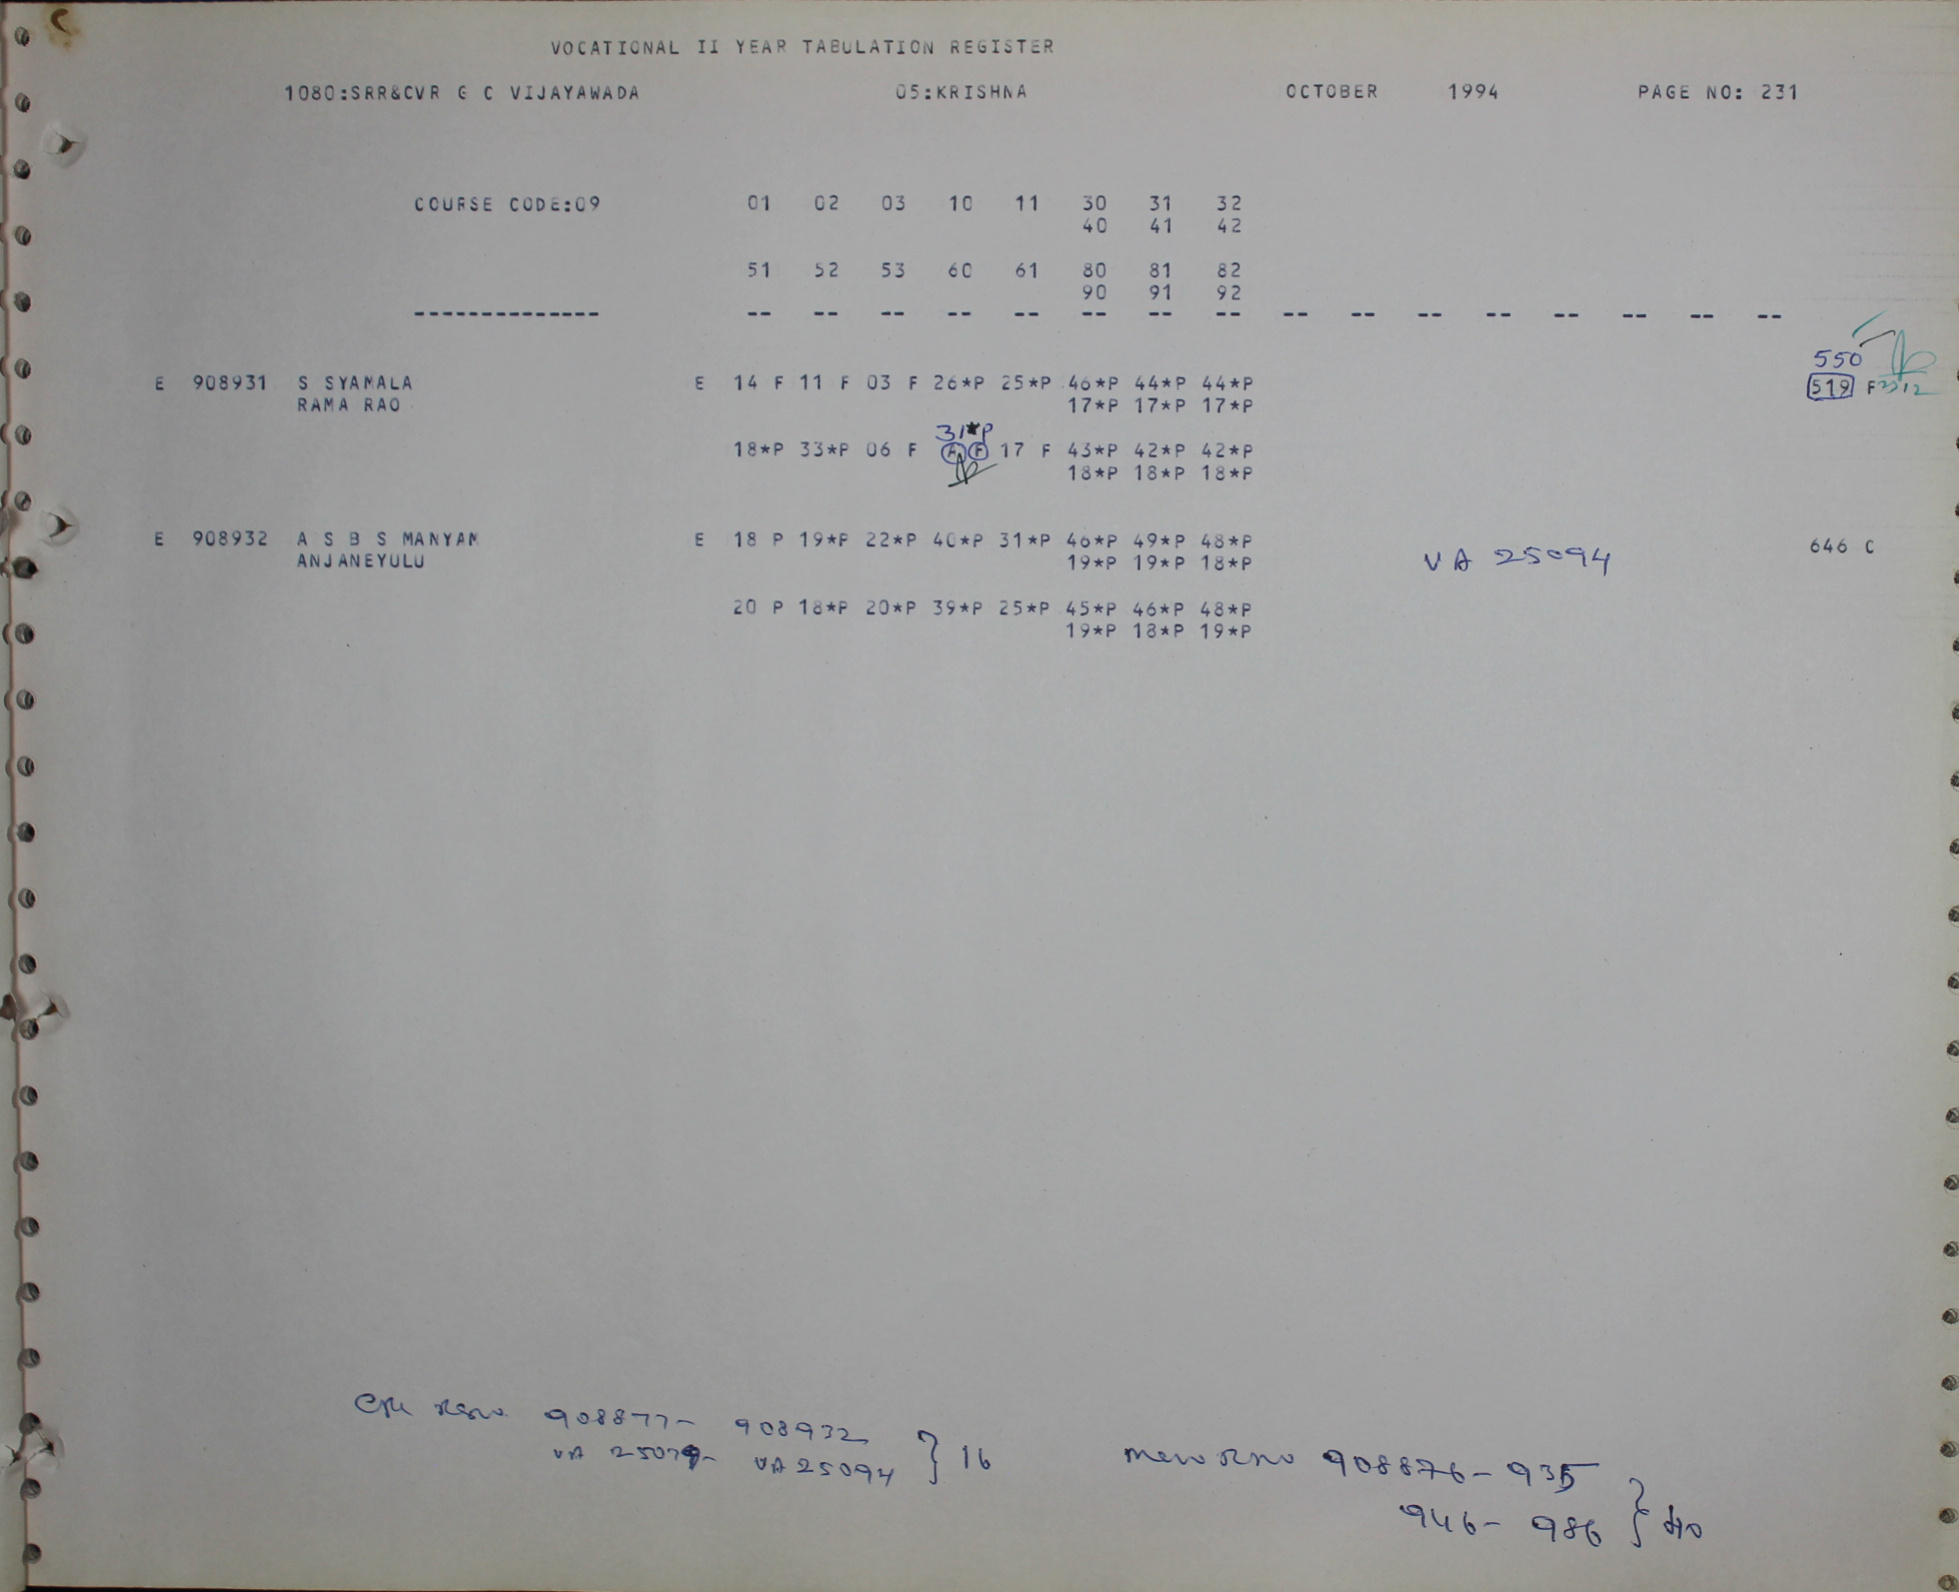 VOCATIONAL II YEAR TABULATION REGISTER
1080:SRR&CVR G C VIJAYAWADA 05:KRISHNA OCTOBER 1994 PAGE NO: 231
COURSE CODE:09 01 02 03 10 11 30 31 32
40 41 42
51 52 53 60 61 80 81 82
90 91 92
-------------- -- -- -- -- -- -- -- -- -- -- -- -- -- -- -- --
550
E 908931 S SYAMALA E 14 F 11 F 03 F 26*P 25*P 46*P 44*P 44*P 519 F
RAMA RAO 17*P 17*P 17*P
31*P
18*P 33*P 06 F A F 17 F 43*P 42*P 42*P
18*P 18*P 18*P
E 908932 A S B S MANYAM E 18 P 19*P 22*P 40*P 31*P 46*P 49*P 48*P 646 C
ANJANEYULU 19*P 19*P 18*P VA 25094
20 P 18*P 20*P 39*P 25*P 45*P 46*P 48*P
19*P 18*P 19*P
908877- 908932
VA 25079- VA 25094 } 16
908876- 935
946- 986 } 40